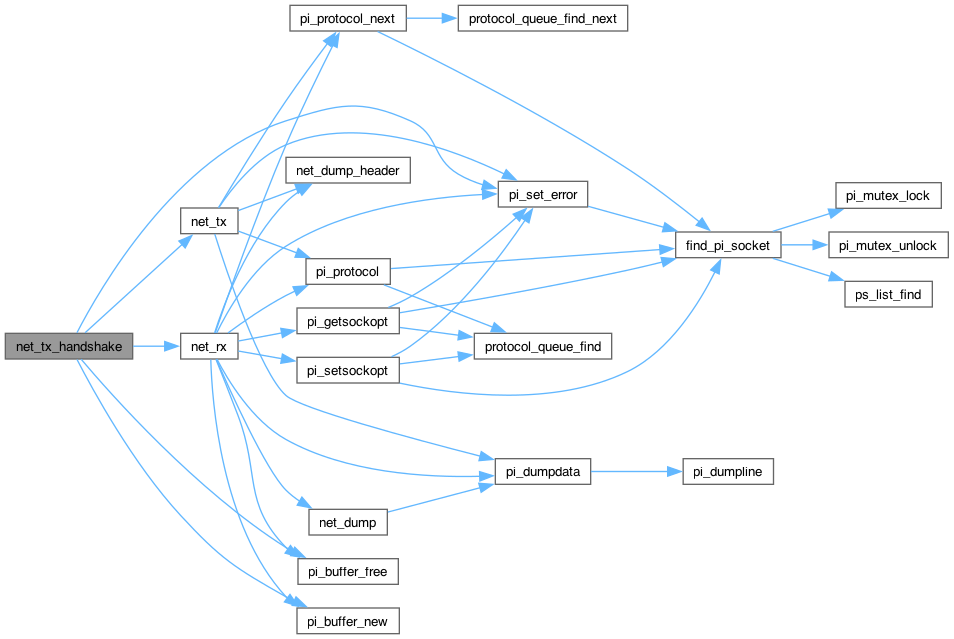 pi_protocol_next
protocol_queue_find_next
net_dump_header
pi_set_error
pi_mutex_lock
net_tx
find_pi_socket
pi_mutex_unlock
pi_protocol
ps_list_find
pi_getsockopt
net_tx_handshake
net_rx
protocol_queue_find
pi_setsockopt
pi_dumpdata
pi_dumpline
net_dump
pi_buffer_free
pi_buffer_new